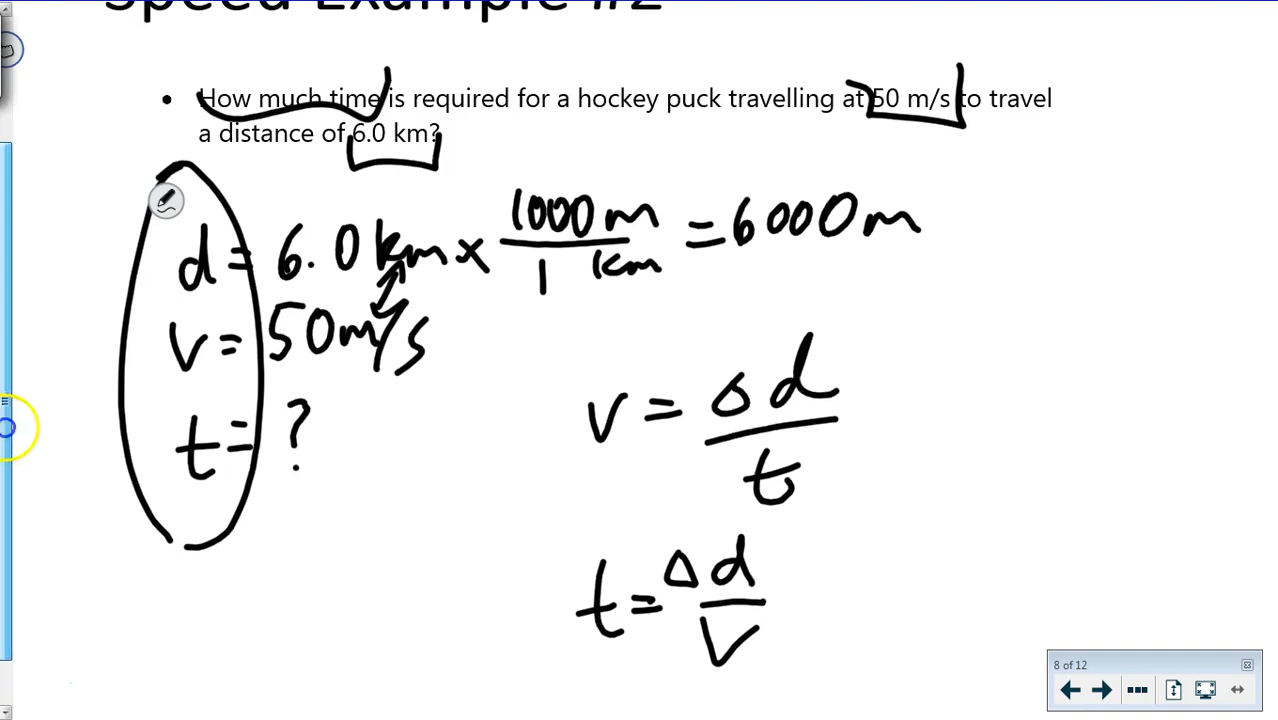 Speed Example #2
• How much time is required for a hockey puck travelling at 50 m/s to travel
a distance of 6.0 km?
d = 6.0 km x 1000 m / 1 km = 6000 m
v = 50 m/s
t = ?
v = Δd / t
t = Δd / v
8 of 12